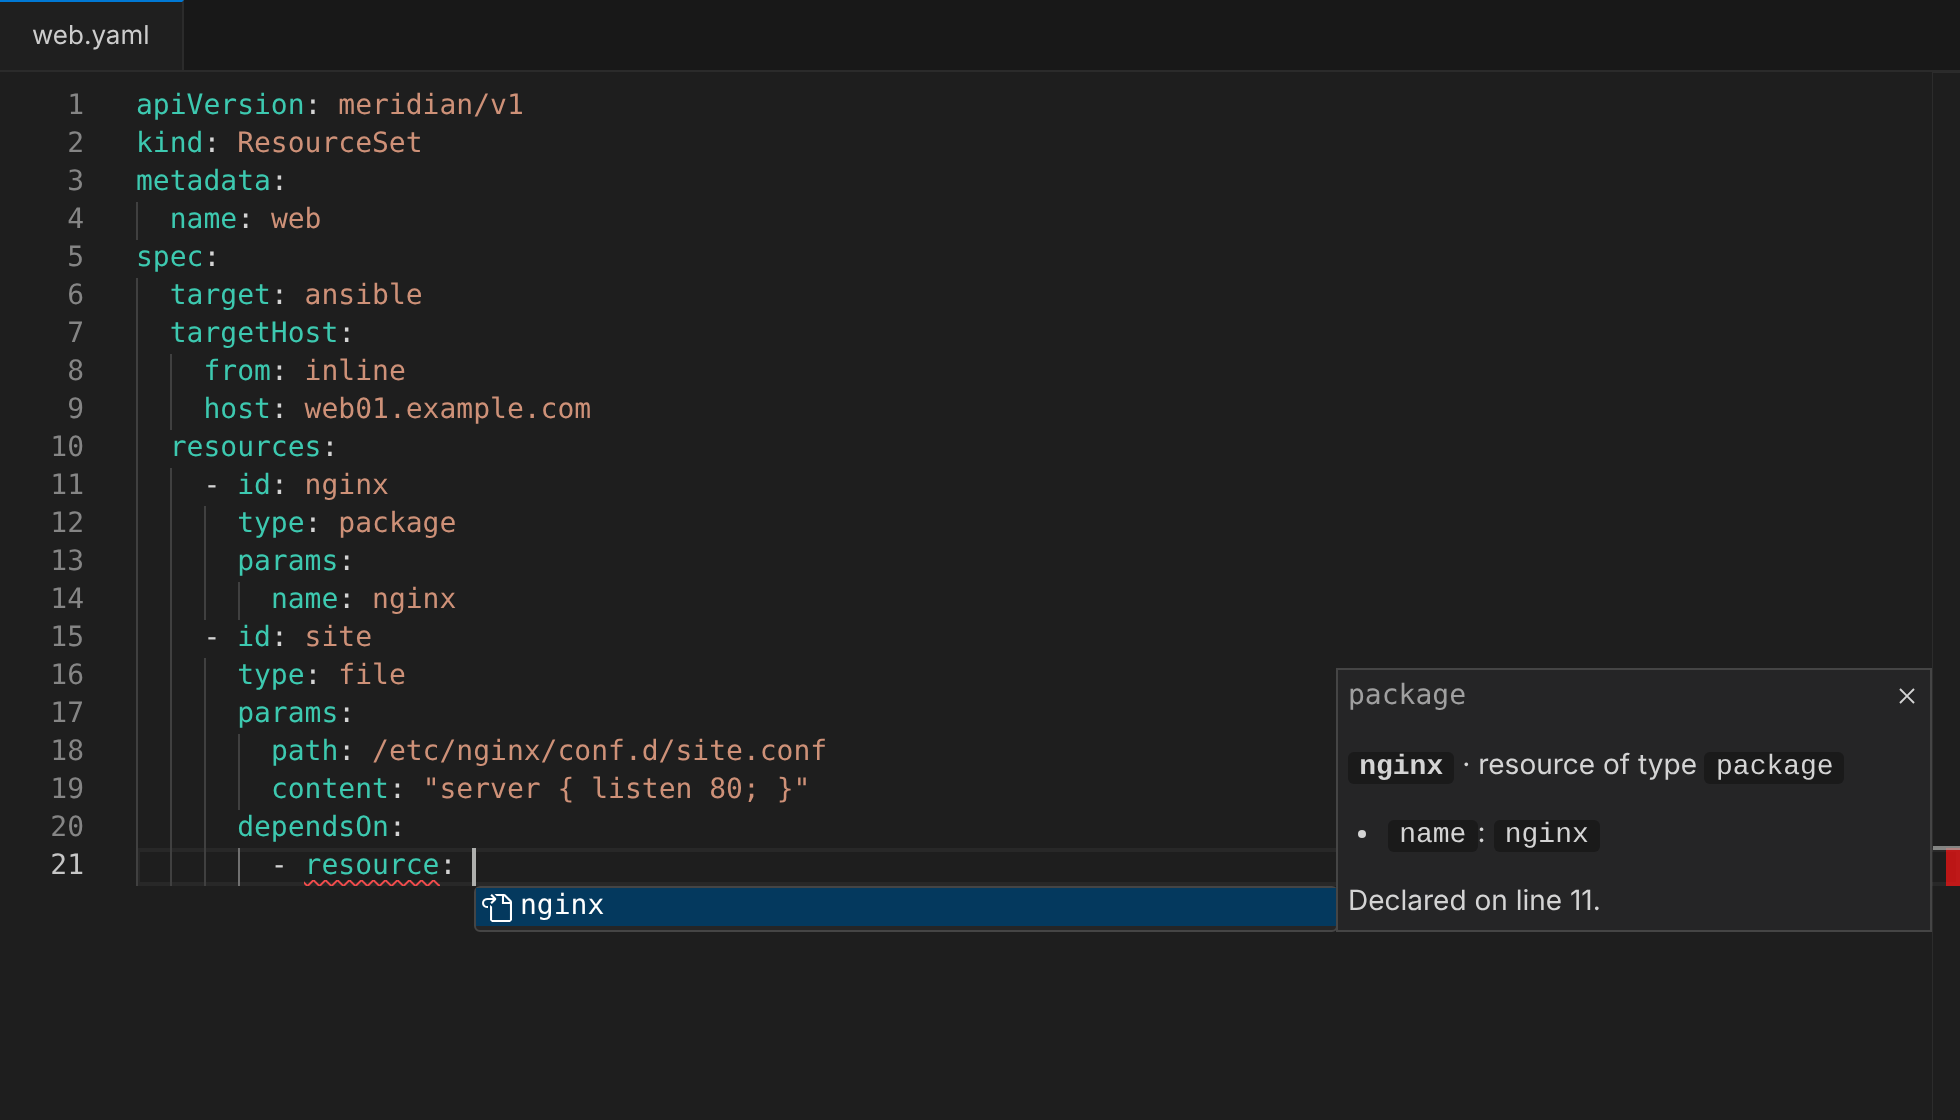 web.yaml
1 apiVersion: meridian/v1
2 kind: ResourceSet
3 metadata:
4   name: web
5 spec:
6   target: ansible
7   targetHost:
8     from: inline
9     host: web01.example.com
10   resources:
11     - id: nginx
12       type: package
13       params:
14         name: nginx
15     - id: site
16       type: file
17       params:
18         path: /etc/nginx/conf.d/site.conf
19         content: "server { listen 80; }"
20       dependsOn:
21         - resource:
nginx
package
nginx · resource of type package
• name: nginx
Declared on line 11.